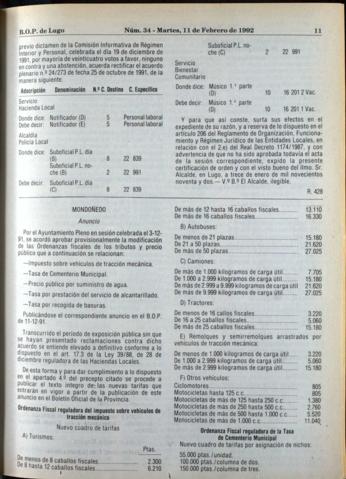 B.O.P. de Lugo
Núm. 34 - Martes, 11 de Febrero de 1992
11
previo dictamen de la Comisión Informativa de Régimen
Interior y Personal, celebrada el día 19 de diciembre de
1991, por mayoría de veinticuatro votos a favor, ninguno
en contra y una abstención, acuerda rectificar el acuerdo
plenario n.º 24/273 de fecha 25 de octubre de 1991, de la
manera siguiente.
Adscripción Denominación N.º C. Destino C. Específico
Servicio
Hacienda Local
Donde dice: Notificador (D) 5 Personal laboral
Debe decir: Notificador (E) 5 Personal laboral
Alcaldía
Policía Local
Donde dice: Suboficial P.L. día
(B) 8 22 839
Suboficial P.L. no-
che (B) 2 22 991
Debe decir: Suboficial P.L. día
(C) 8 22 839
Suboficial P.L. no-
che (C) 2 22 991
Servicio
Bienestar
Comunitario
Donde dice: Músico 1.ª parte
(D) 10 16 201 2 Vac.
Debe decir: Músico 1.ª parte
(D) 10 16 201 1 Vac.
Y para que así conste, surta sus efectos en el
expediente de su razón, y a reserva de lo dispuesto en el
artículo 206 del Reglamento de Organización, Funciona-
miento y Régimen Jurídico de las Entidades Locales, en
relación con el 2.e) del Real Decreto 1174/1987, y con
advertencia de que no ha sido aprobada todavía el acta
de la sesión correspondiente, expido la presente
certificación de orden y con el visto bueno del Ilmo. Sr.
Alcalde, en Lugo, a trece de enero de mil novecientos
noventa y dos. — V.º B.º El Alcalde, ilegible.
R. 428
MONDOÑEDO
Anuncio
Por el Ayuntamiento Pleno en sesión celebrada el 3-12-
91, se acordó aprobar provisionalmente la modificación
de las Ordenanzas fiscales de los tributos y precio
público que a continuación se relacionan:
—Impuesto sobre vehículos de tracción mecánica.
—Tasa de Cementerio Municipal.
—Precio público por suministro de agua.
—Tasa por prestación del servicio de alcantarillado.
—Tasa por recogida de basuras.
Publicándose el correspondiente anuncio en el B.O.P.
de 11-12-91.
Transcurrido el período de exposición pública sin que
se hayan presentado reclamaciones contra dicho
Acuerdo se entiende elevado a definitivo conforme a lo
dispuesto en el art. 17.3 de la Ley 39/88, de 28 de
diciembre reguladora de las Haciendas Locales.
De esta forma y para dar cumplimiento a lo dispuesto
en el apartado 4.º del precepto citado se procede a
publicar el texto íntegro de las nuevas tarifas que
entrarán en vigor a partir de la publicación de este
anuncio en el Boletín Oficial de la Provincia.
Ordenanza Fiscal reguladora del impuesto sobre vehículos de
tracción mecánica
Nuevo cuadro de tarifas
A) Turismos:
Ptas.
De menos de 8 caballos fiscales 2.300
De 8 hasta 12 caballos fiscales 6.210
De más de 12 hasta 16 caballos fiscales 13.110
De más de 16 caballos fiscales 16.330
B) Autobuses:
De menos de 21 plazas 15.180
De 21 a 50 plazas 21.620
De más de 50 plazas 27.025
C) Camiones:
De menos de 1.000 kilogramos de carga útil 7.705
De 1.000 a 2.999 kilogramos de carga útil 15.180
De más de 2.999 a 9.999 kilogramos de carga útil 21.620
De más de 9.999 kilogramos de carga útil 27.025
D) Tractores:
De menos de 16 caballos fiscales 3.220
De 16 a 25 caballos fiscales 5.060
De más de 25 caballos fiscales 15.180
E) Remolques y semirremolques arrastrados por
vehículos de tracción mecánica:
De menos de 1.000 kilogramos de carga útil 3.220
De 1.000 a 2.999 kilogramos de carga útil 5.060
De más de 2.999 kilogramos de carga útil 15.180
F) Otros vehículos:
Ciclomotores 805
Motocicletas hasta 125 c.c. 805
Motocicletas de más de 125 hasta 250 c.c. 1.380
Motocicletas de más de 250 hasta 500 c.c. 2.760
Motocicletas de más de 500 hasta 1.000 c.c. 5.520
Motocicletas de más de 1.000 c.c. 11.040
Ordenanza Fiscal reguladora de la Tasa
de Cementerio Municipal
Nuevo cuadro de tarifas por asignación de nichos:
55.000 ptas./unidad.
100.000 ptas./columna de dos.
150.000 ptas./columna de tres.